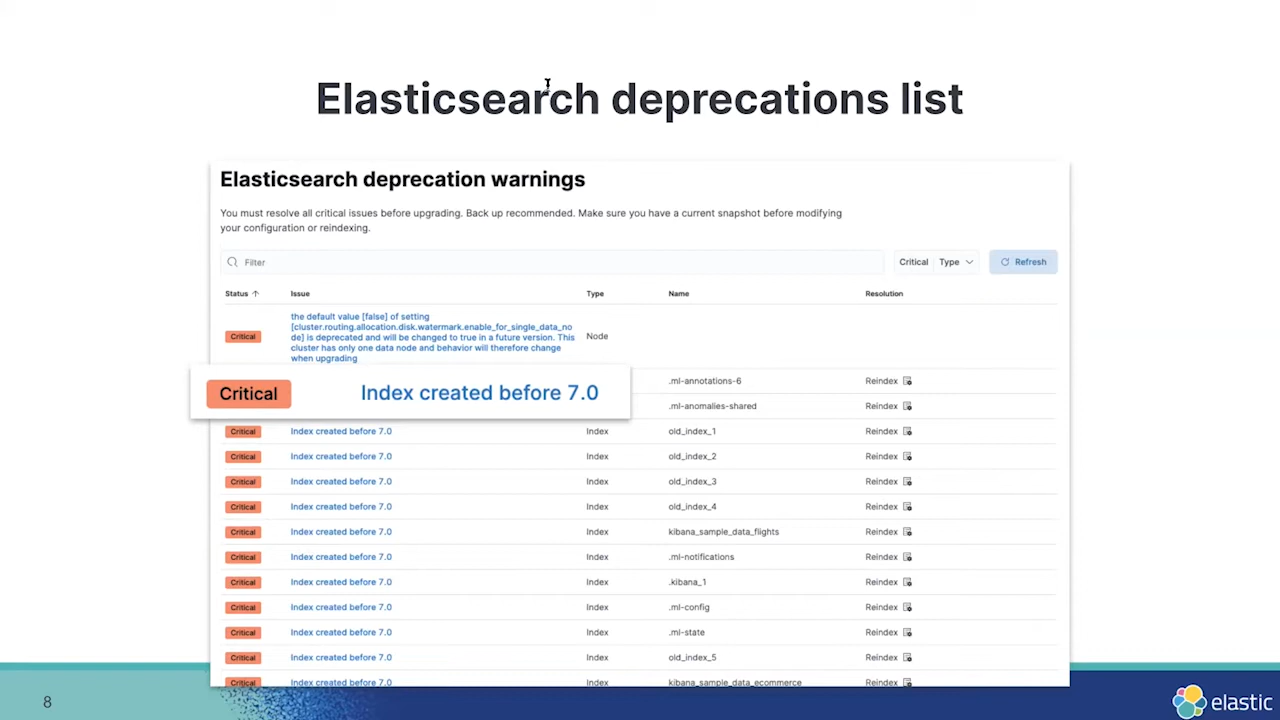 Elasticsearch deprecations list
Elasticsearch deprecation warnings
You must resolve all critical issues before upgrading. Back up recommended. Make sure you have a current snapshot before modifying
your configuration or reindexing.
Filter Critical Type Refresh
Status Issue Type Name Resolution
the default value [false] of setting
[cluster.routing.allocation.disk.watermark.enable_for_single_data_no
Critical de] is deprecated and will be changed to true in a future version. This Node
cluster has only one data node and behavior will therefore change
when upgrading
.ml-annotations-6 Reindex
Critical Index created before 7.0
.ml-anomalies-shared Reindex
Critical Index created before 7.0 Index old_index_1 Reindex
Critical Index created before 7.0 Index old_index_2 Reindex
Critical Index created before 7.0 Index old_index_3 Reindex
Critical Index created before 7.0 Index old_index_4 Reindex
Critical Index created before 7.0 Index kibana_sample_data_flights Reindex
Critical Index created before 7.0 Index .ml-notifications Reindex
Critical Index created before 7.0 Index .kibana_1 Reindex
Critical Index created before 7.0 Index .ml-config Reindex
Critical Index created before 7.0 Index .ml-state Reindex
Critical Index created before 7.0 Index old_index_5 Reindex
Critical Index created before 7.0 Index kibana_sample_data_ecommerce Reindex
8
elastic